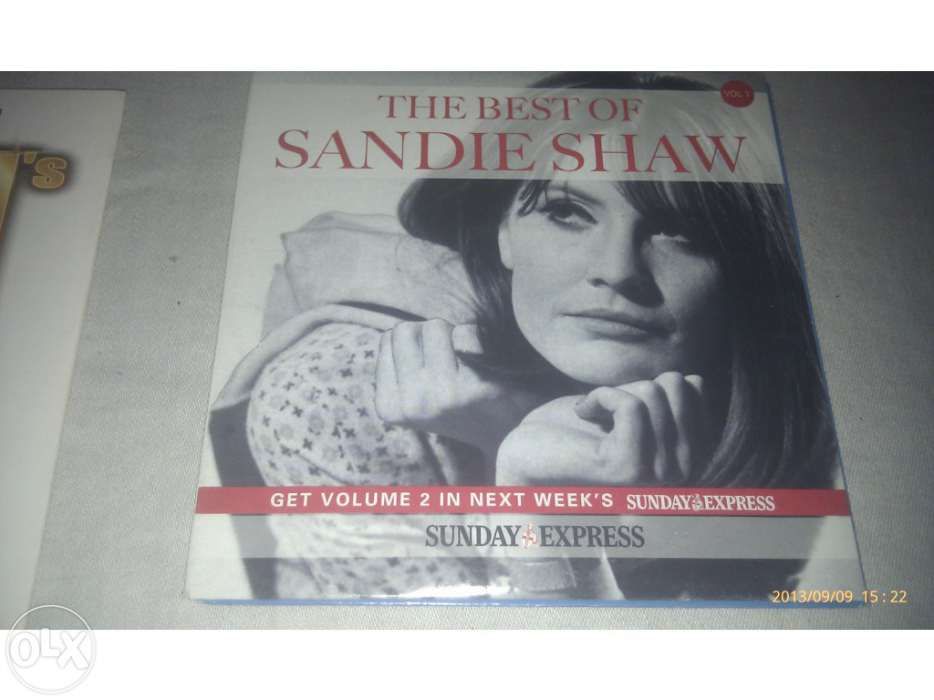 THE BEST OF
SANDIE SHAW
VOL 1
's
GET VOLUME 2 IN NEXT WEEK'S SUNDAY EXPRESS
SUNDAY EXPRESS
2013/09/09 15:22
OLX